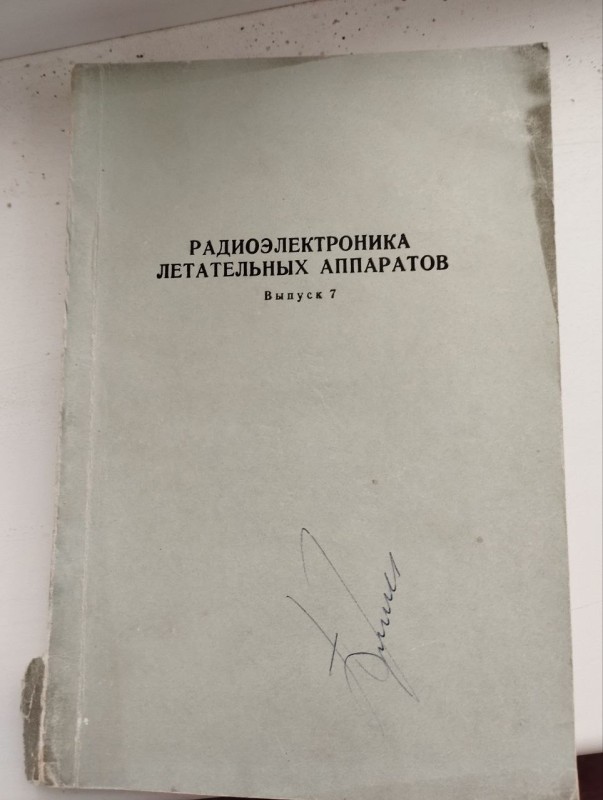 РАДИОЭЛЕКТРОНИКА
ЛЕТАТЕЛЬНЫХ АППАРАТОВ
Выпуск 7